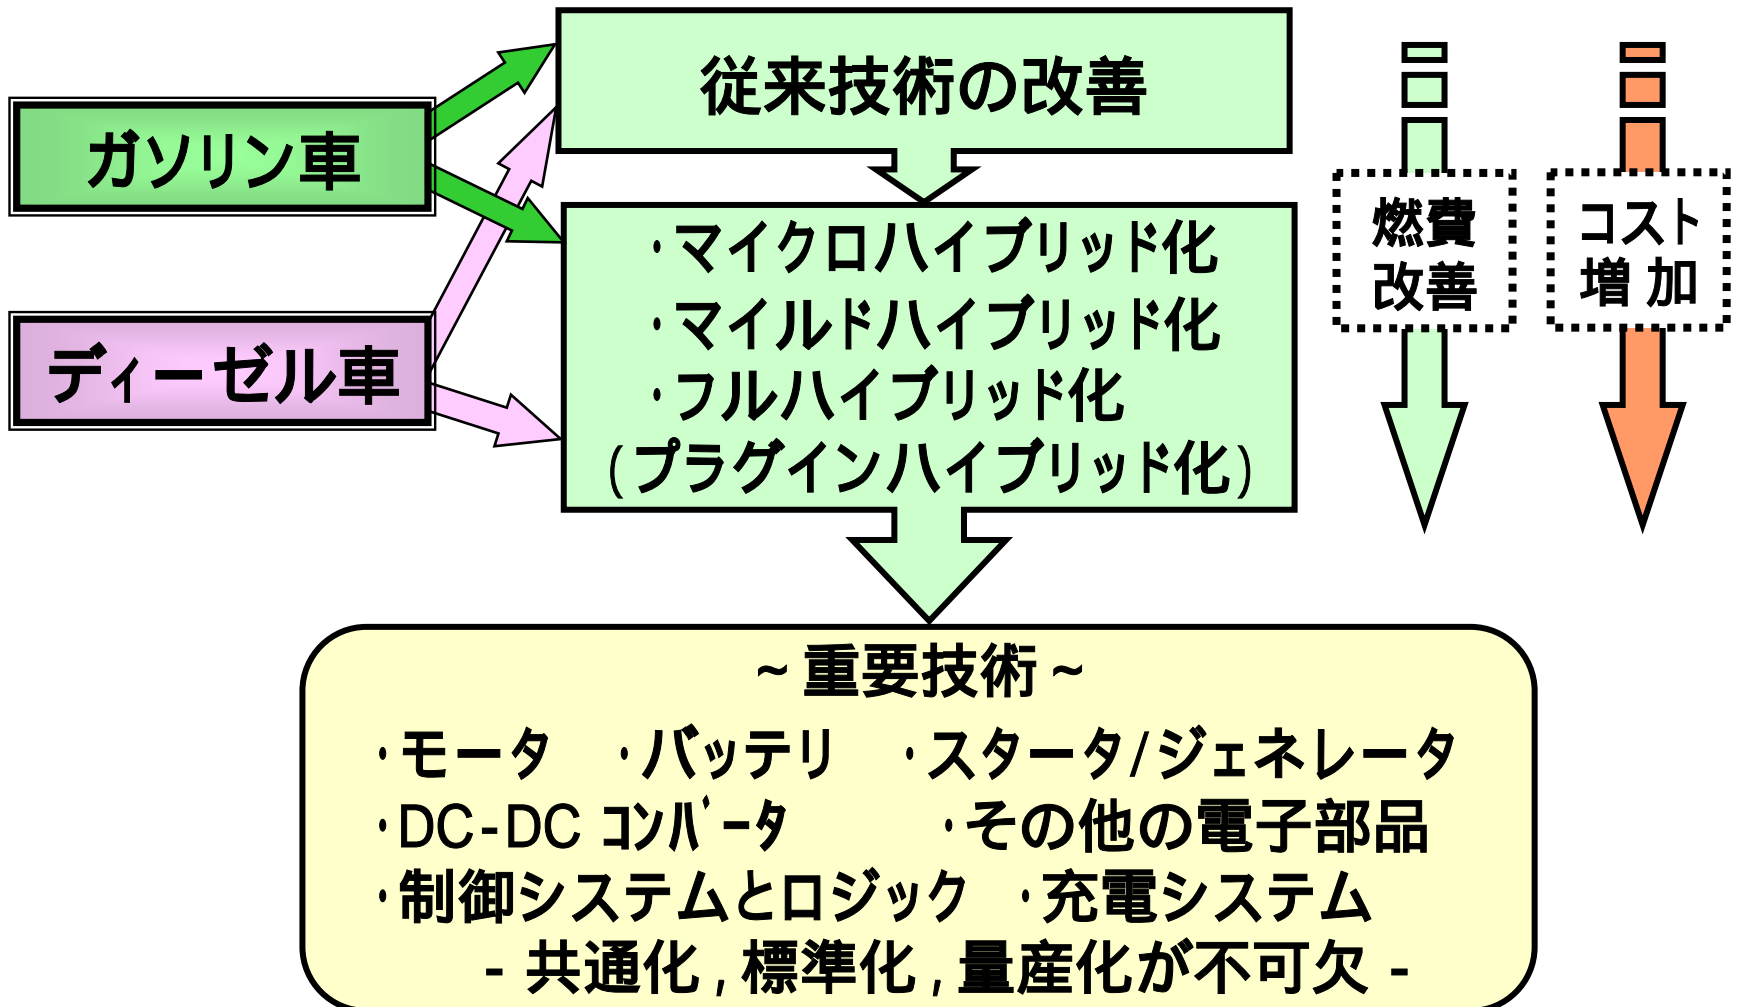 従来技術の改善
ガソリン車
ディーゼル車
・マイクロハイブリッド化
・マイルドハイブリッド化
・フルハイブリッド化
(プラグインハイブリッド化)
燃費
改善
コスト
増加
~重要技術~
・モータ ・バッテリ ・スタータ/ジェネレータ
・DC-DC コンバータ ・その他の電子部品
・制御システムとロジック ・充電システム
- 共通化,標準化,量産化が不可欠 -